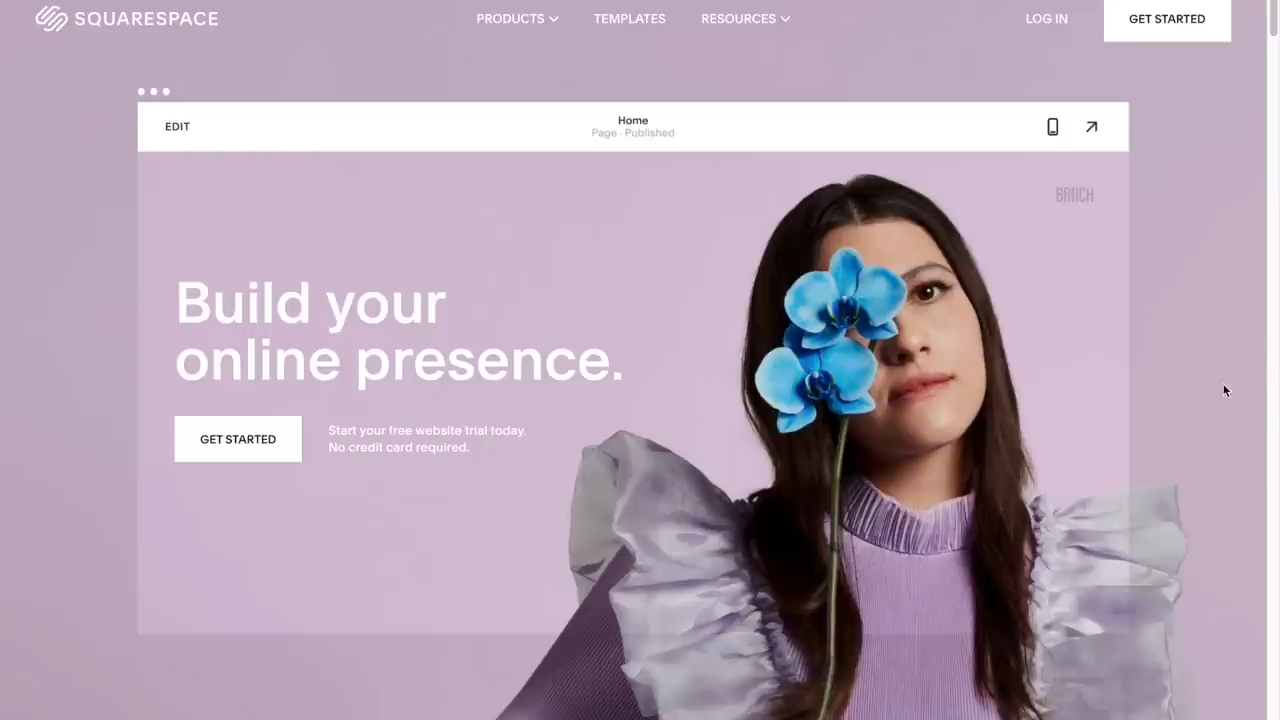 SQUARESPACE
PRODUCTS
TEMPLATES
RESOURCES
LOG IN
GET STARTED
EDIT
Home
Page · Published
BRNCH
Build your
online presence.
GET STARTED
Start your free website trial today.
No credit card required.